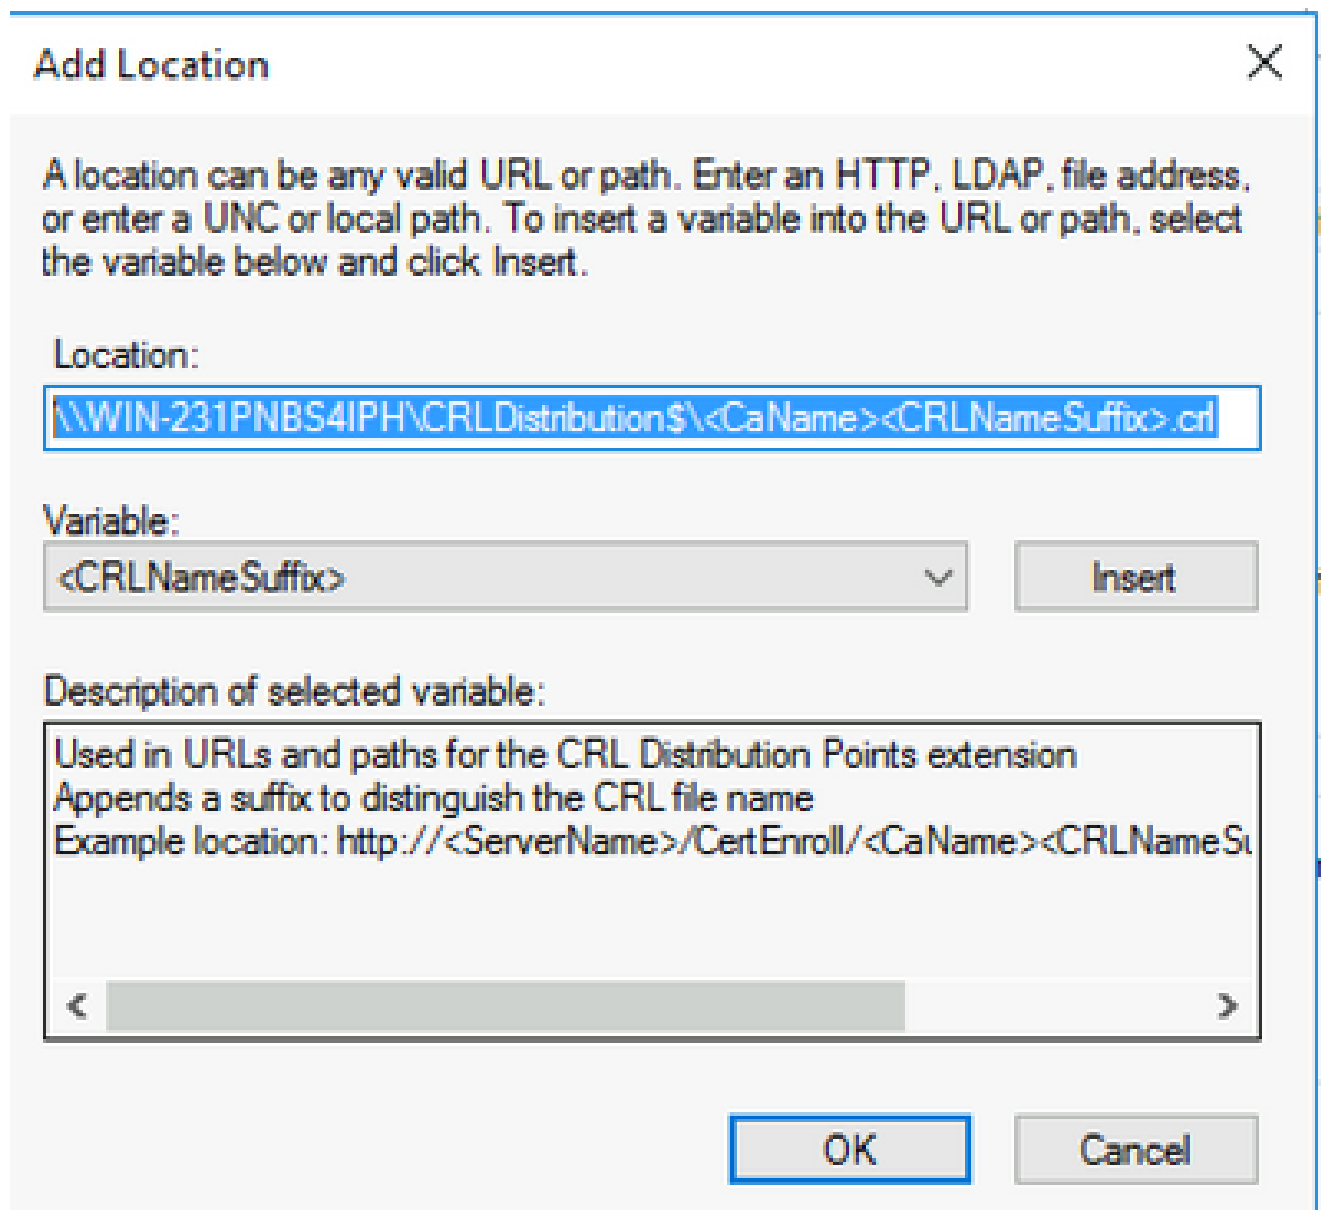 Add Location
A location can be any valid URL or path. Enter an HTTP, LDAP, file address,
or enter a UNC or local path. To insert a variable into the URL or path, select
the variable below and click Insert.
Location:
\\WIN-231PNBS4IPH\CRLDistribution$\<CaName><CRLNameSuffix>.crl
Variable:
<CRLNameSuffix>
Insert
Description of selected variable:
Used in URLs and paths for the CRL Distribution Points extension
Appends a suffix to distinguish the CRL file name
Example location: http://<ServerName>/CertEnroll/<CaName><CRLNameSu
OK
Cancel